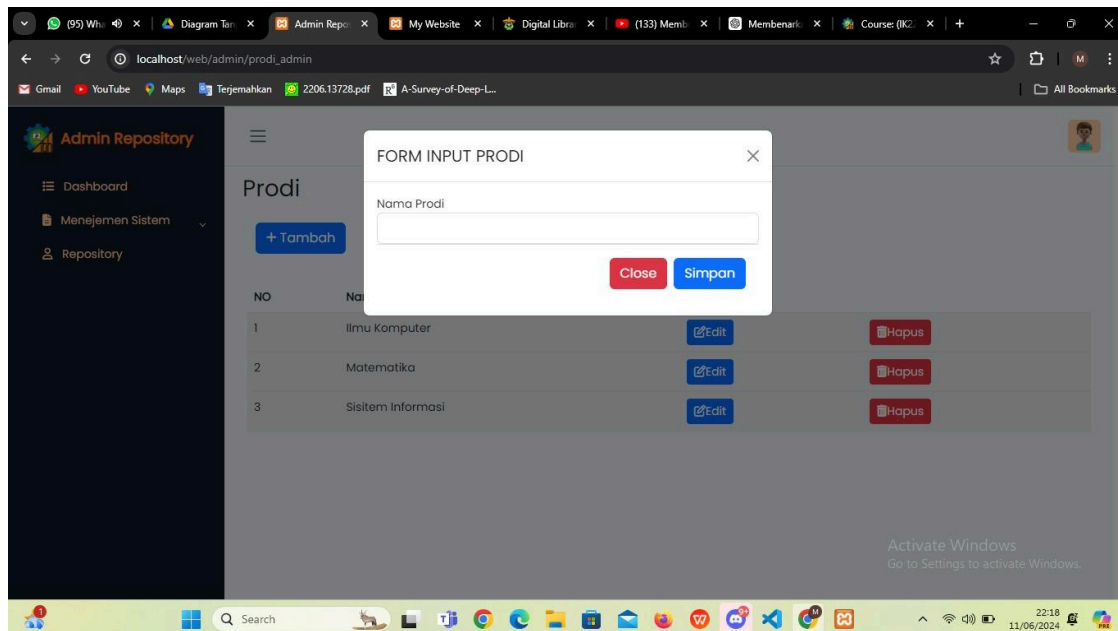 (95) Wha
Diagram Tan
Admin Repo
My Website
Digital Libra
(133) Memb
Membenark
Course: (IK2.
localhost/web/admin/prodi_admin
M
Gmail
YouTube
Maps
Terjemahkan
2206.13728.pdf
A-Survey-of-Deep-L...
All Bookmarks
Admin Repository
Dashboard
Menejemen Sistem
Repository
Prodi
+ Tambah
FORM INPUT PRODI
Nama Prodi
Close
Simpan
NO Na
1 Ilmu Komputer Edit Hapus
2 Matematika Edit Hapus
3 Sisitem Informasi Edit Hapus
Activate Windows
Go to Settings to activate Windows.
1
Search
9+
M
22:18
11/06/2024
PRE